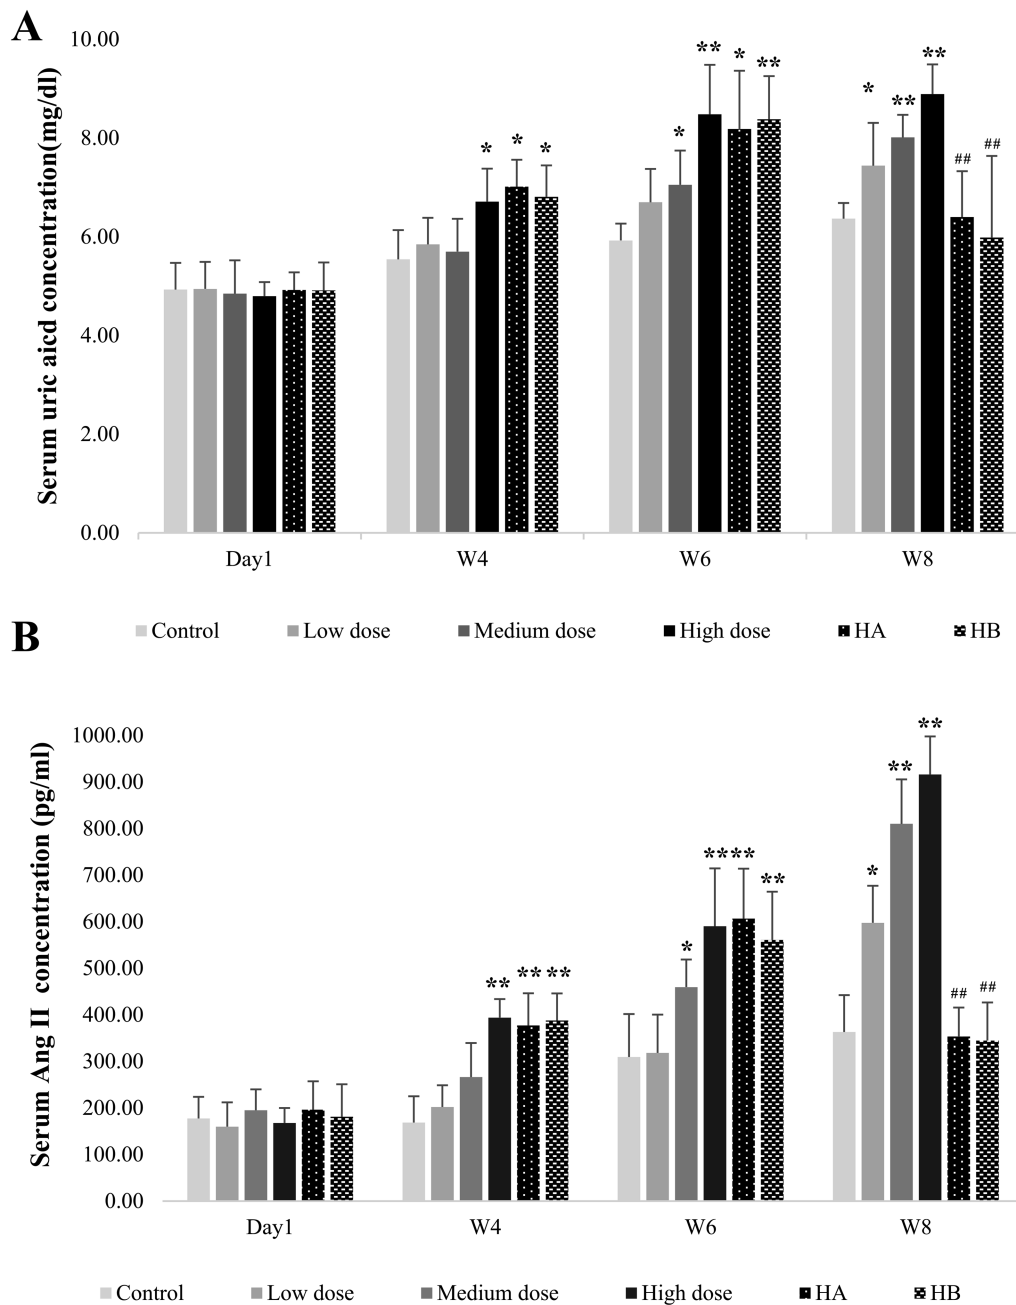 A
Serum uric aicd concentration(mg/dl)
10.00
8.00
6.00
4.00
2.00
0.00
* * *
* ** * **
* ** ** ## ##
Day1 W4 W6 W8
Control Low dose Medium dose High dose HA HB
B
Serum Ang II concentration (pg/ml)
1000.00
900.00
800.00
700.00
600.00
500.00
400.00
300.00
200.00
100.00
0.00
** ** **
* ** ** **
* ** ** ## ##
Day1 W4 W6 W8
Control Low dose Medium dose High dose HA HB